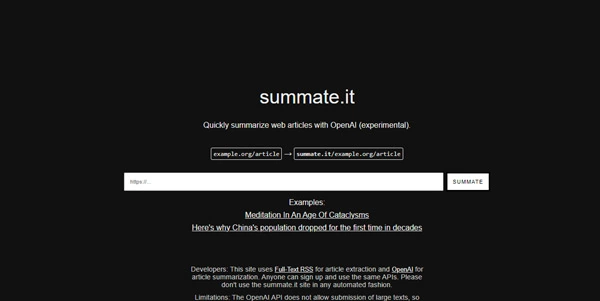 summate.it
Quickly summarize web articles with OpenAI (experimental).
example.org/article → summate.it/example.org/article
https://...
SUMMATE
Examples:
Meditation In An Age Of Cataclysms
Here's why China's population dropped for the first time in decades
Developers: This site uses Full-Text RSS for article extraction and OpenAI for
article summarization. Anyone can sign up and use the same APIs. Please
don't use the summate.it site in any automated fashion.
Limitations: The OpenAI API does not allow submission of large texts, so